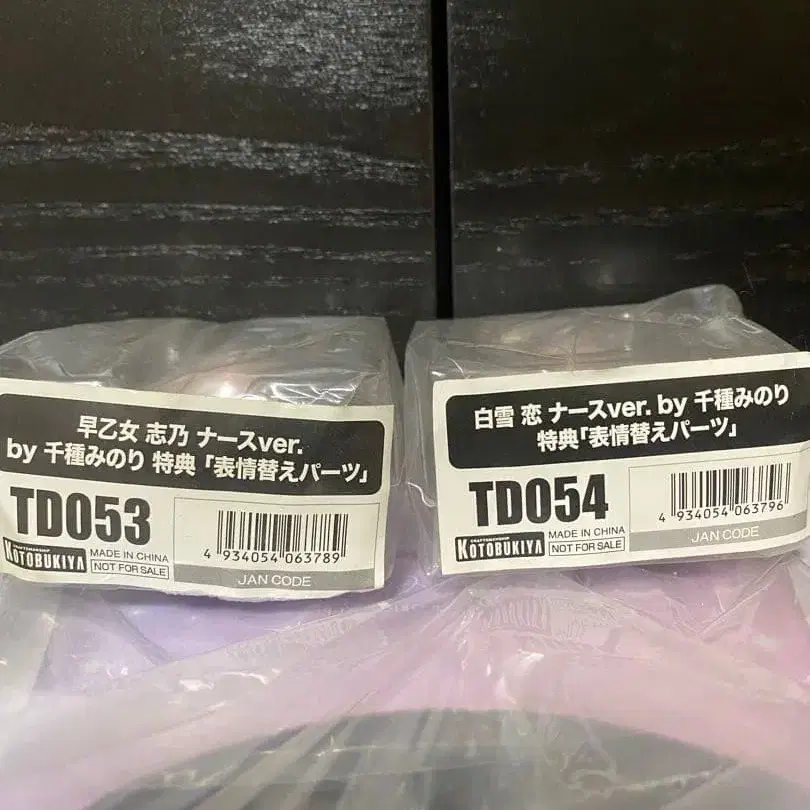 早乙女 志乃 ナースver.
by 千種みのり 特典「表情替えパーツ」
TD053
CRAFTSMANSHIP
KOTOBUKIYA
MADE IN CHINA
NOT FOR SALE
4 934054 063789
JAN CODE
白雪 恋 ナースver. by 千種みのり
特典「表情替えパーツ」
TD054
CRAFTSMANSHIP
KOTOBUKIYA
MADE IN CHINA
NOT FOR SALE
4 934054 063796
JAN CODE